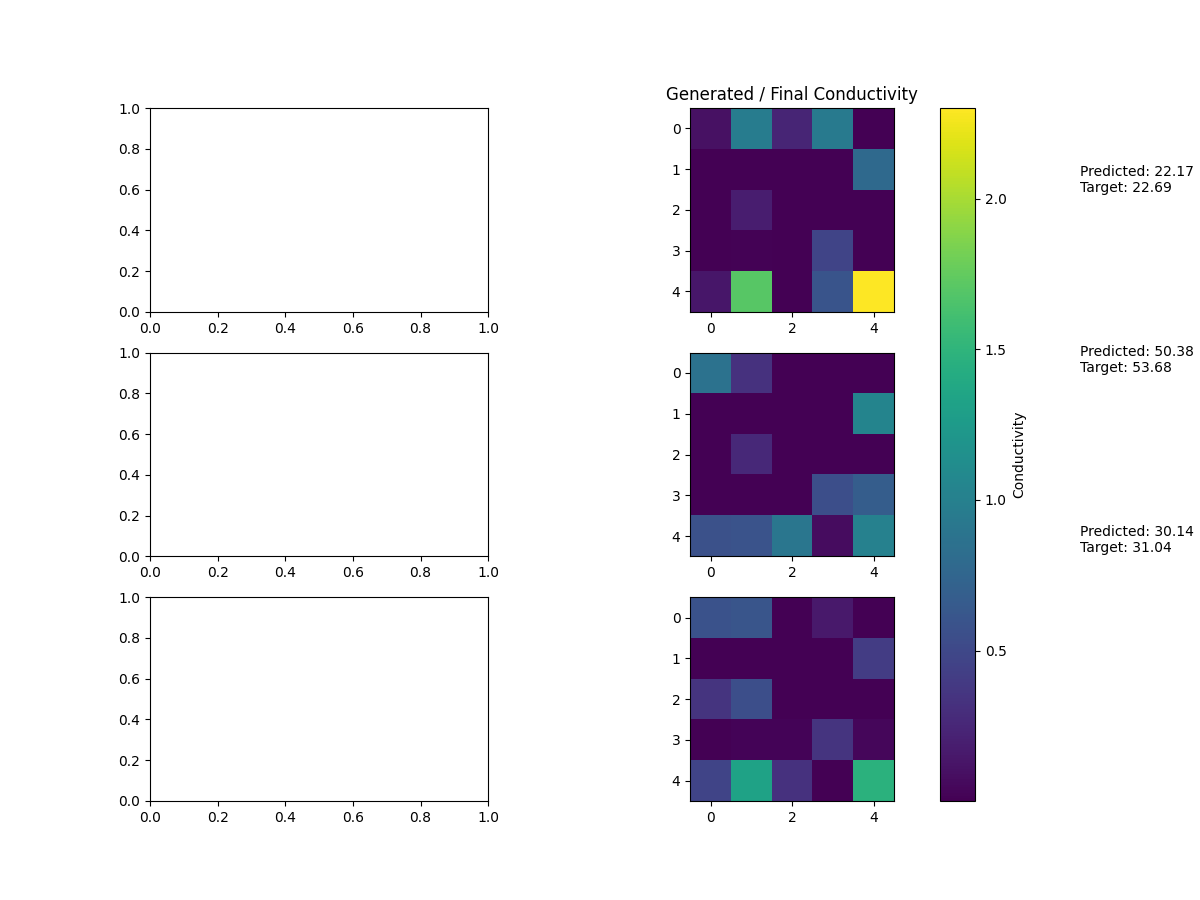 Generated / Final Conductivity
1.0
0.8
0.6
0.4
0.2
0.0
0.0 0.2 0.4 0.6 0.8 1.0
0
1
2
3
4
0 2 4
1.0
0.8
0.6
0.4
0.2
0.0
0.0 0.2 0.4 0.6 0.8 1.0
0
1
2
3
4
0 2 4
1.0
0.8
0.6
0.4
0.2
0.0
0.0 0.2 0.4 0.6 0.8 1.0
0
1
2
3
4
0 2 4
2.0
1.5
1.0
0.5
Conductivity
Predicted: 22.17
Target: 22.69
Predicted: 50.38
Target: 53.68
Predicted: 30.14
Target: 31.04